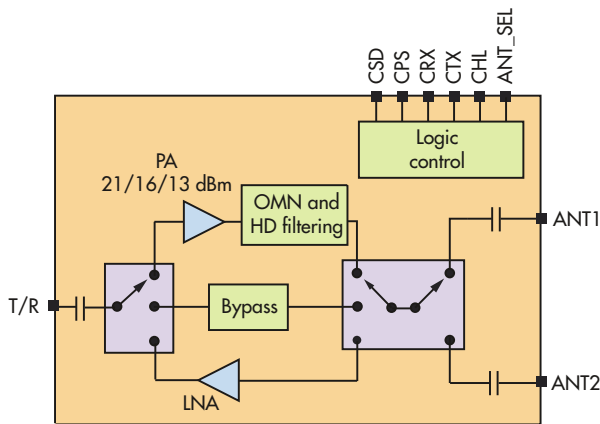 CSD
CPS
CRX
CTX
CHL
ANT_SEL
Logic
control
PA
21/16/13 dBm
OMN and
HD filtering
ANT1
T/R
Bypass
LNA
ANT2